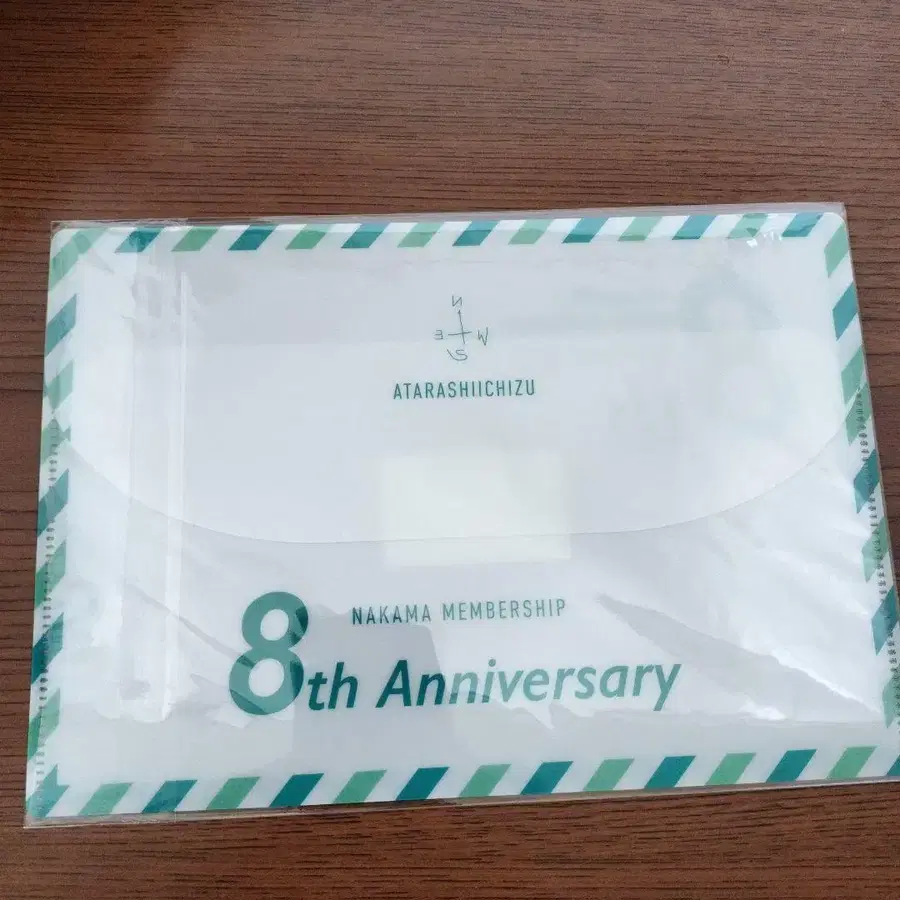 N
E W
S
ATARASHIICHIZU
NAKAMA MEMBERSHIP
8th Anniversary